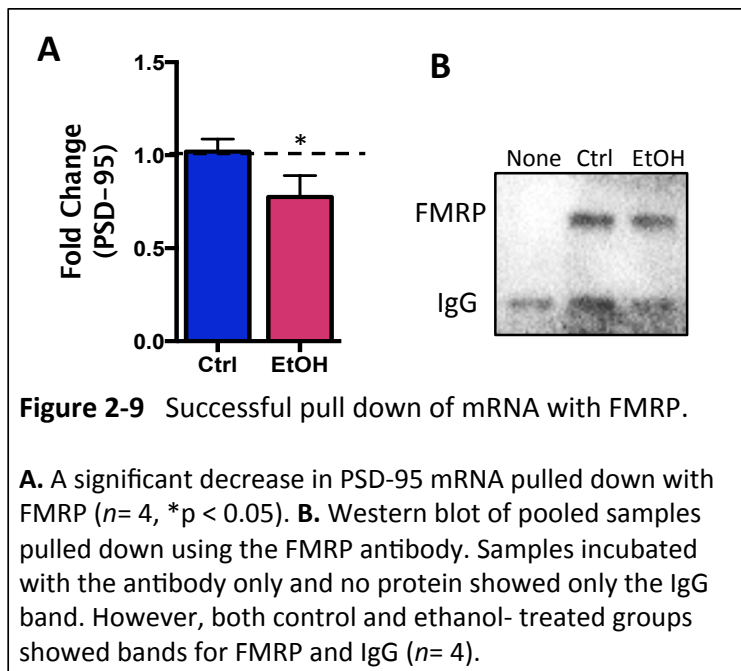 A
1.5
1.0
0.5
0.0
Fold Change
(PSD-95)
*
Ctrl EtOH
B
None Ctrl EtOH
FMRP
IgG
Figure 2-9 Successful pull down of mRNA with FMRP.
A. A significant decrease in PSD-95 mRNA pulled down with
FMRP (n= 4, *p < 0.05). B. Western blot of pooled samples
pulled down using the FMRP antibody. Samples incubated
with the antibody only and no protein showed only the IgG
band. However, both control and ethanol- treated groups
showed bands for FMRP and IgG (n= 4).